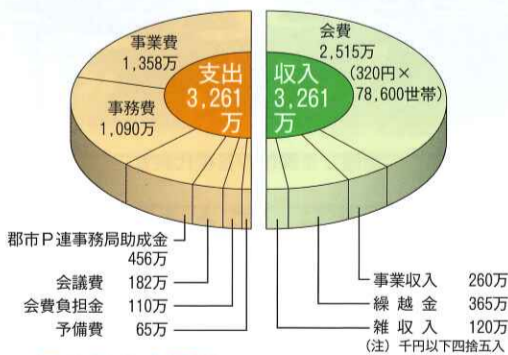 事業費
1,358万
事務費
1,090万
支出
3,261
万
収入
3,261
万
会費
2,515万
(320円×
78,600世帯)
郡市P連事務局助成金
456万
会議費 182万
会費負担金 110万
予備費 65万
事業収入 260万
繰越金 365万
雑収入 120万
(注) 千円以下四捨五入